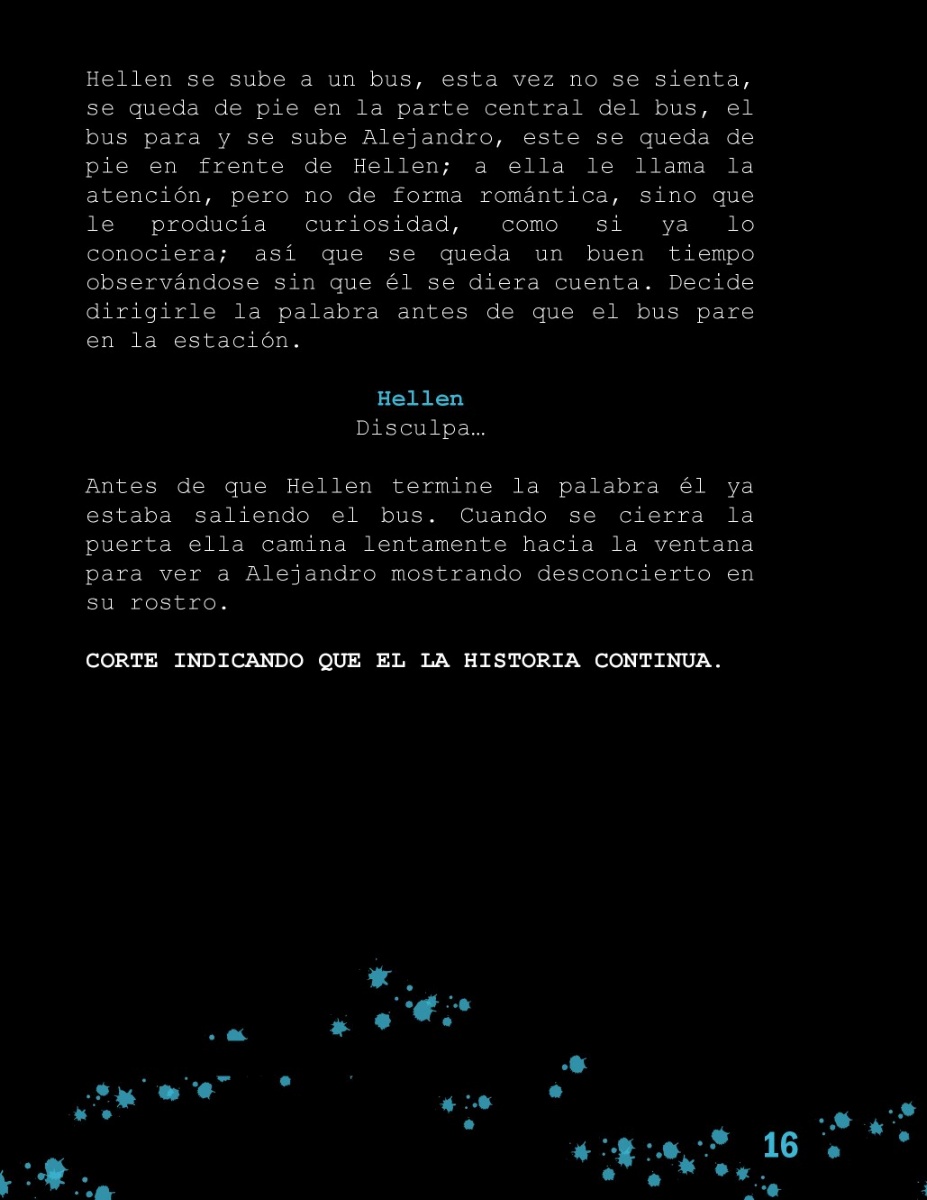 Hellen se sube a un bus, esta vez no se sienta,
se queda de pie en la parte central del bus, el
bus para y se sube Alejandro, este se queda de
pie en frente de Hellen; a ella le llama la
atención, pero no de forma romántica, sino que
le producía curiosidad, como si ya lo
conociera; así que se queda un buen tiempo
observándose sin que él se diera cuenta. Decide
dirigirle la palabra antes de que el bus pare
en la estación.
Hellen
Disculpa…
Antes de que Hellen termine la palabra él ya
estaba saliendo el bus. Cuando se cierra la
puerta ella camina lentamente hacia la ventana
para ver a Alejandro mostrando desconcierto en
su rostro.
CORTE INDICANDO QUE EL LA HISTORIA CONTINUA.
16